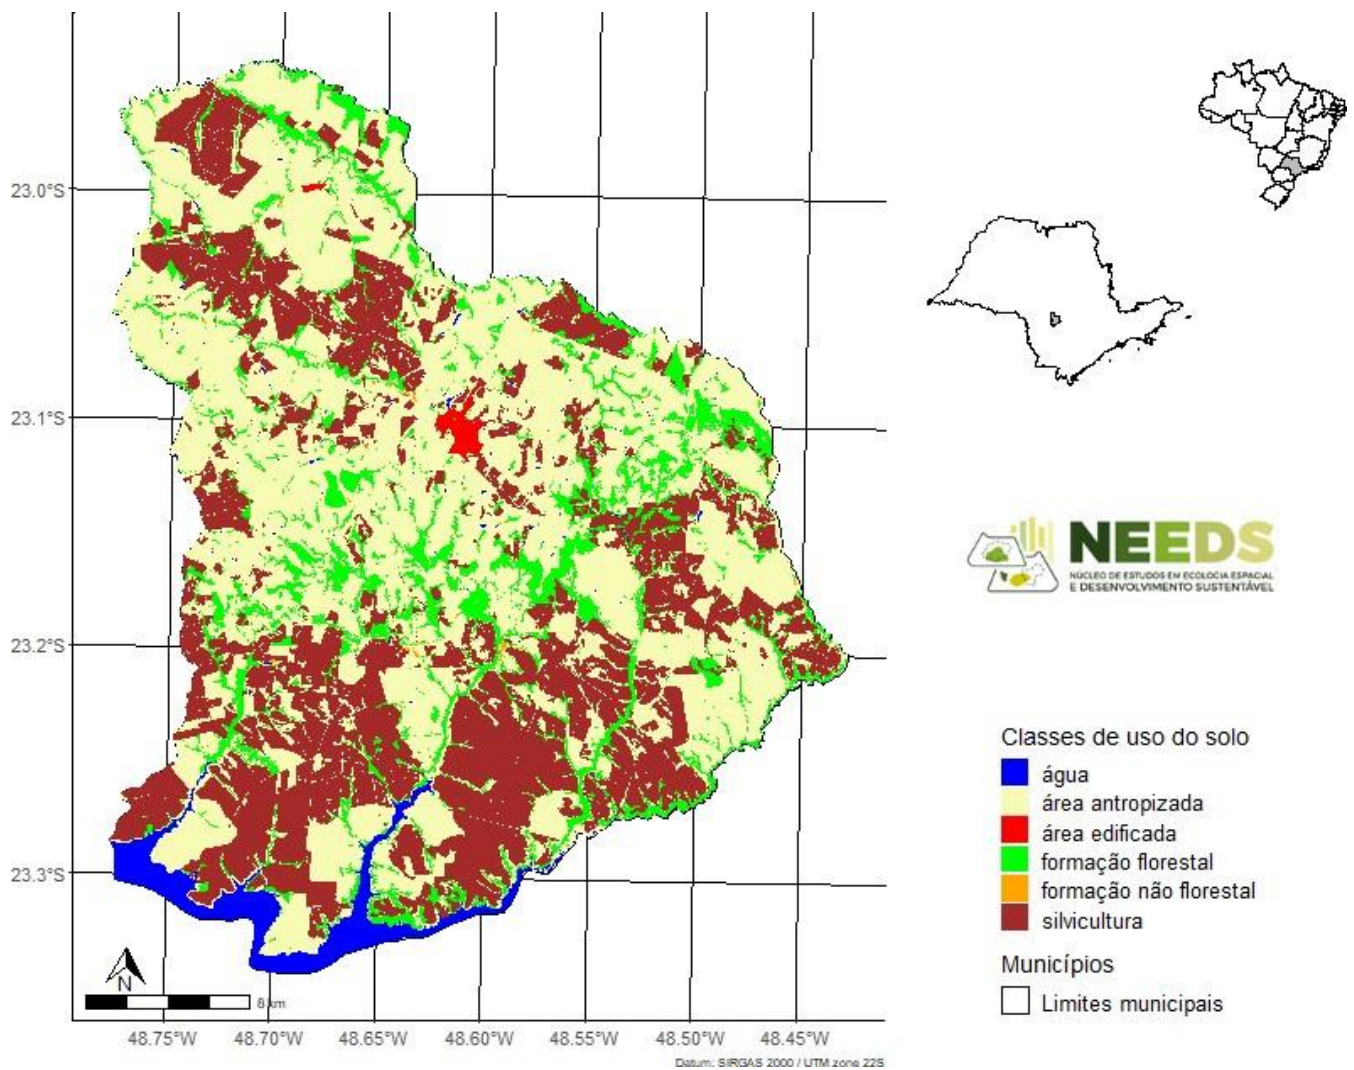 23.0°S
23.1°S
23.2°S
23.3°S
N
8 km
48.75°W 48.70°W 48.65°W 48.60°W 48.55°W 48.50°W 48.45°W
Datum: SIRGAS 2000 / UTM zone 22S
NEEDS
NÚCLEO DE ESTUDOS EM ECOLOGIA ESPACIAL
E DESENVOLVIMENTO SUSTENTÁVEL
Classes de uso do solo
água
área antropizada
área edificada
formação florestal
formação não florestal
silvicultura
Municípios
Limites municipais